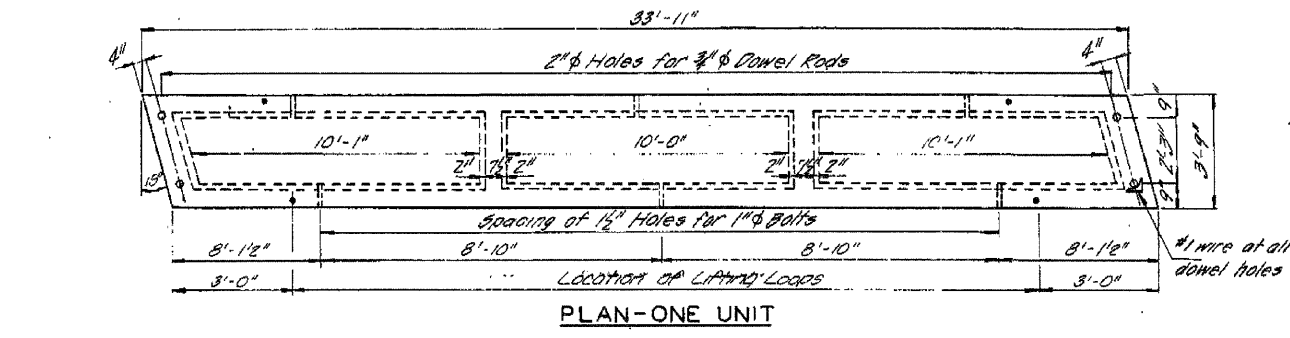 33'-11"
4"
4"
2"φ Holes for ¾"φ Dowel Rods
9"
10'-1"
10'-0"
10'-1"
2'-3"
3'-9"
2" 7½" 2"
2" 7½" 2"
15°
9"
Spacing of 1½" Holes for 1"φ Bolts
8'-1½"
8'-10"
8'-10"
8'-1½"
#1 wire at all
dowel holes
3'-0"
Location of Lifting Loops
3'-0"
PLAN-ONE UNIT